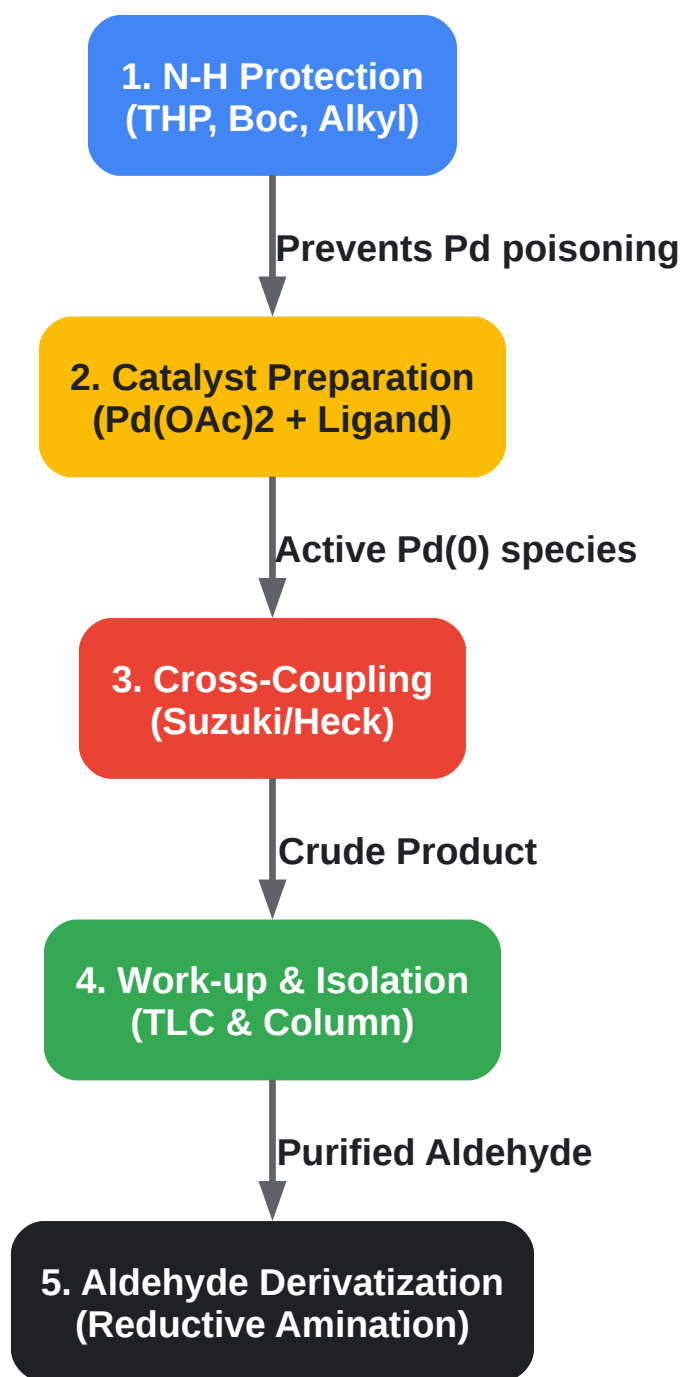 1. N-H Protection
(THP, Boc, Alkyl)
Prevents Pd poisoning
2. Catalyst Preparation
(Pd(OAc)2 + Ligand)
Active Pd(0) species
3. Cross-Coupling
(Suzuki/Heck)
Crude Product
4. Work-up & Isolation
(TLC & Column)
Purified Aldehyde
5. Aldehyde Derivatization
(Reductive Amination)